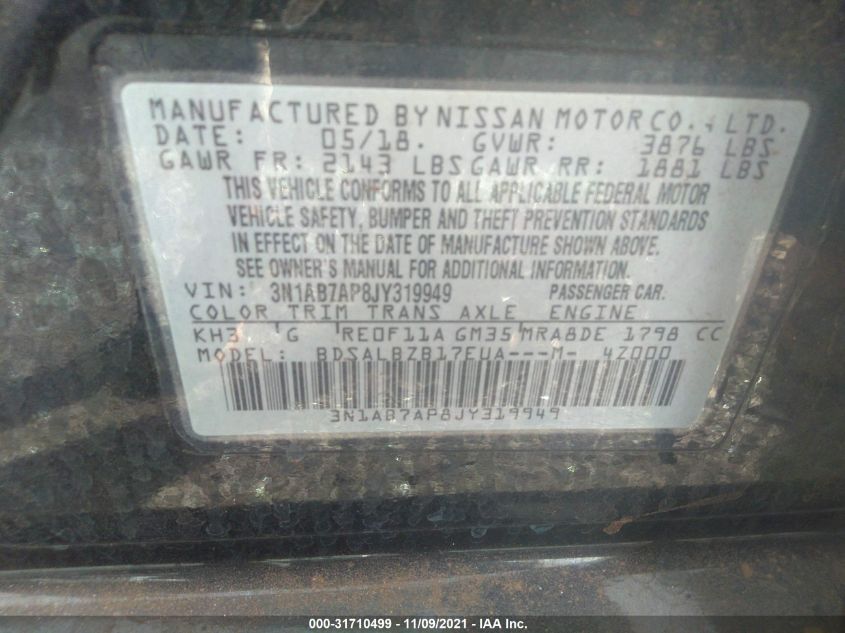 MANUFACTURED BY NISSAN MOTOR CO., LTD.
DATE: 05/18. GVWR: 3876 LBS
GAWR FR: 2143 LBS GAWR RR: 1881 LBS
THIS VEHICLE CONFORMS TO ALL APPLICABLE FEDERAL MOTOR
VEHICLE SAFETY, BUMPER AND THEFT PREVENTION STANDARDS
IN EFFECT ON THE DATE OF MANUFACTURE SHOWN ABOVE.
SEE OWNER'S MANUAL FOR ADDITIONAL INFORMATION.
VIN: 3N1AB7AP8JY319949 PASSENGER CAR.
COLOR TRIM TRANS AXLE ENGINE
KH3 G RE0F11A GM35 MRA8DE 1798 CC
MODEL: BDSALBZB17EUA---M- 4Z000
3N1AB7AP8JY319949
000-31710499 - 11/09/2021 - IAA Inc.